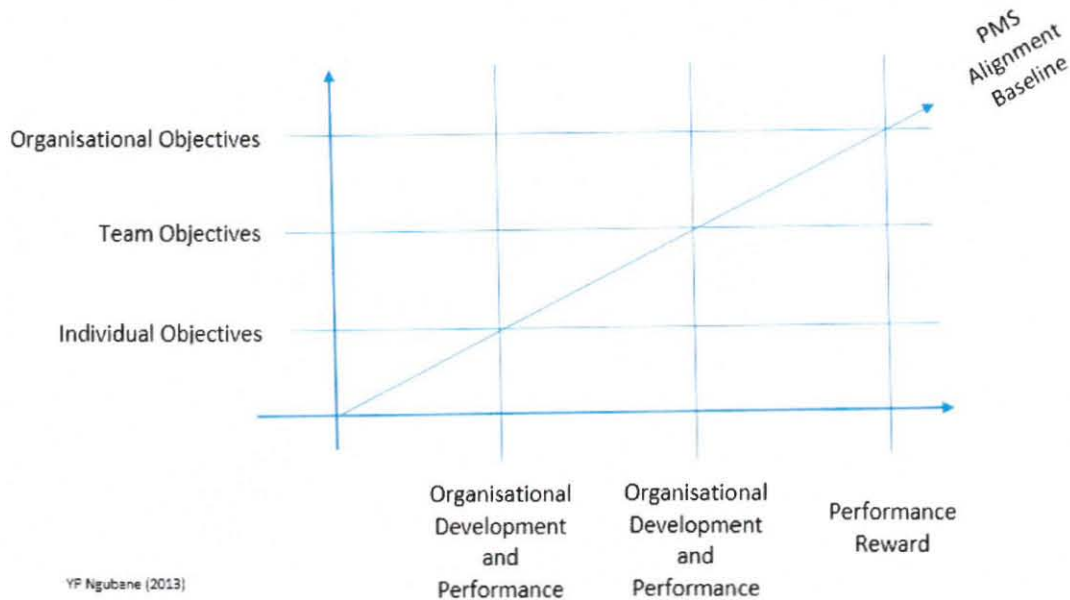 PMS
Alignment
Baseline
Organisational Objectives
Team Objectives
Individual Objectives
Organisational
Development
and
Performance
Organisational
Development
and
Performance
Performance
Reward
YP Ngubane (2013)